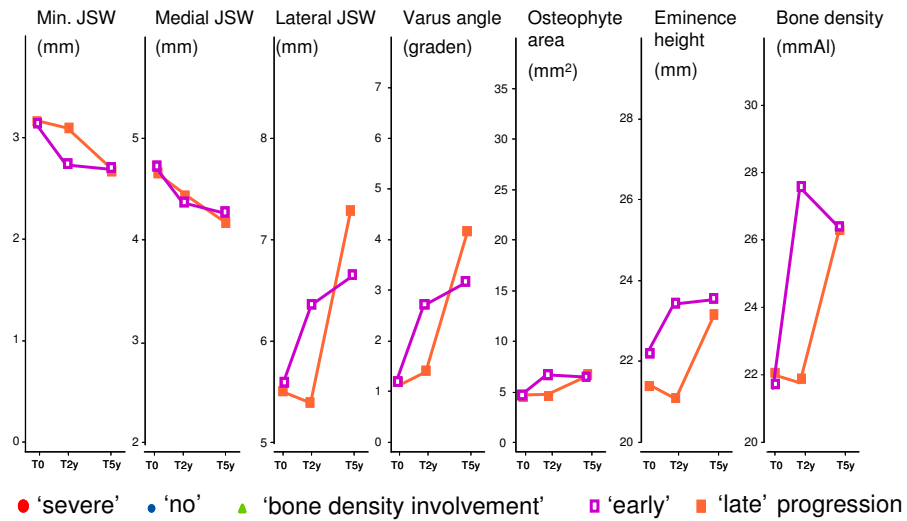 Min. JSW
(mm)
Medial JSW
(mm)
Lateral JSW
(mm)
Varus angle
(graden)
Osteophyte
area
(mm²)
Eminence
height
(mm)
Bone density
(mmAl)
3
2
1
0
T0 T2y T5y
5
4
3
2
T0 T2y T5y
8
7
6
5
T0 T2y T5y
7
6
5
4
3
2
1
0
T0 T2y T5y
35
30
25
20
15
10
5
0
T0 T2y T5y
28
26
24
22
20
T0 T2y T5y
30
28
26
24
22
20
T0 T2y T5y
'severe' 'no' 'bone density involvement' 'early' 'late' progression